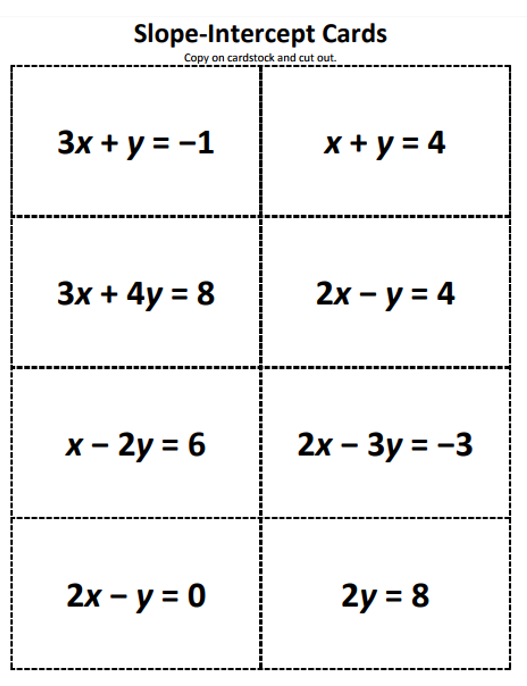 Slope-Intercept Cards
Copy on cardstock and cut out.
3x + y = −1
x + y = 4
3x + 4y = 8
2x − y = 4
x − 2y = 6
2x − 3y = −3
2x − y = 0
2y = 8